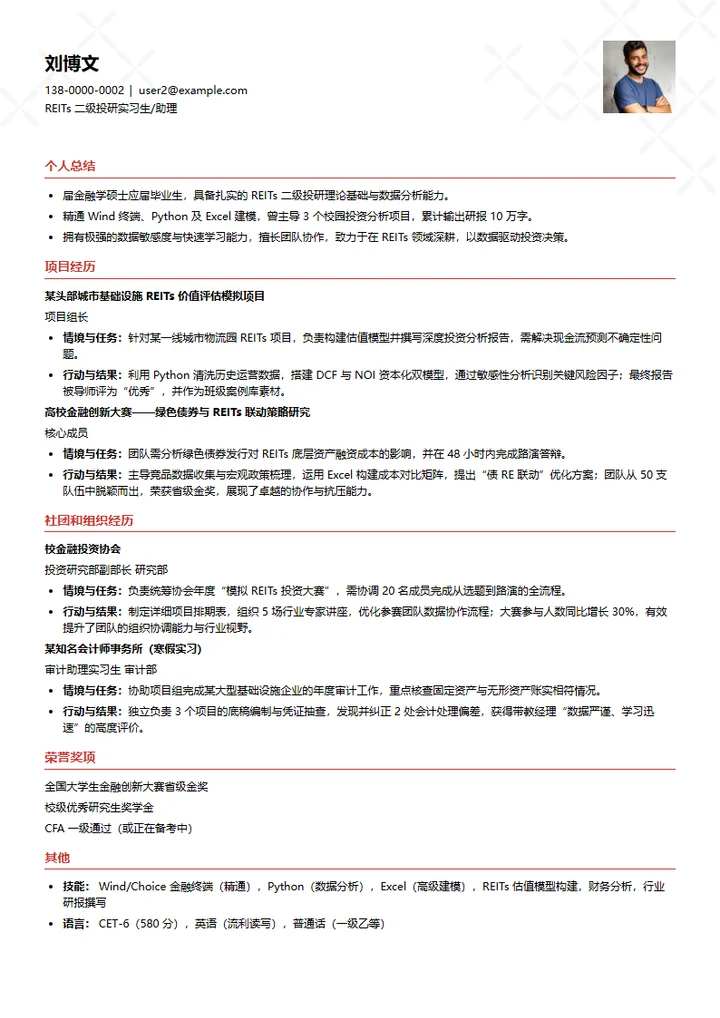 刘博文
138-0000-0002 | user2@example.com
REITs 二级投研实习生/助理
个人总结
• 届金融学硕士应届毕业生，具备扎实的 REITs 二级投研理论基础与数据分析能力。
• 精通 Wind 终端、Python 及 Excel 建模，曾主导 3 个校园投资分析项目，累计输出研报 10 万字。
• 拥有极强的数据敏感度与快速学习能力，擅长团队协作，致力于在 REITs 领域深耕，以数据驱动投资决策。
项目经历
某头部城市基础设施 REITs 价值评估模拟项目
项目组长
• 情境与任务：针对某一线城市物流园 REITs 项目，负责构建估值模型并撰写深度投资分析报告，需解决现金流预测不确定性问
题。
• 行动与结果：利用 Python 清洗历史运营数据，搭建 DCF 与 NOI 资本化双模型，通过敏感性分析识别关键风险因子；最终报告
被导师评为“优秀”，并作为班级案例库素材。
高校金融创新大赛——绿色债券与 REITs 联动策略研究
核心成员
• 情境与任务：团队需分析绿色债券发行对 REITs 底层资产融资成本的影响，并在 48 小时内完成路演答辩。
• 行动与结果：主导竞品数据收集与宏观政策梳理，运用 Excel 构建成本对比矩阵，提出“债 RE 联动”优化方案；团队从 50 支
队伍中脱颖而出，荣获省级金奖，展现了卓越的协作与抗压能力。
社团和组织经历
校金融投资协会
投资研究部副部长 研究部
• 情境与任务：负责统筹协会年度“模拟 REITs 投资大赛”，需协调 20 名成员完成从选题到路演的全流程。
• 行动与结果：制定详细项目排期表，组织 5 场行业专家讲座，优化参赛团队数据协作流程；大赛参与人数同比增长 30%，有效
提升了团队的组织协调能力与行业视野。
某知名会计师事务所（寒假实习）
审计助理实习生 审计部
• 情境与任务：协助项目组完成某大型基础设施企业的年度审计工作，重点核查固定资产与无形资产账实相符情况。
• 行动与结果：独立负责 3 个项目的底稿编制与凭证抽查，发现并纠正 2 处会计处理偏差，获得带教经理“数据严谨、学习迅
速”的高度评价。
荣誉奖项
全国大学生金融创新大赛省级金奖
校级优秀研究生奖学金
CFA 一级通过（或正在备考中）
其他
• 技能： Wind/Choice 金融终端（精通），Python（数据分析），Excel（高级建模），REITs 估值模型构建，财务分析，行业
研报撰写
• 语言： CET-6（580 分），英语（流利读写），普通话（一级乙等）